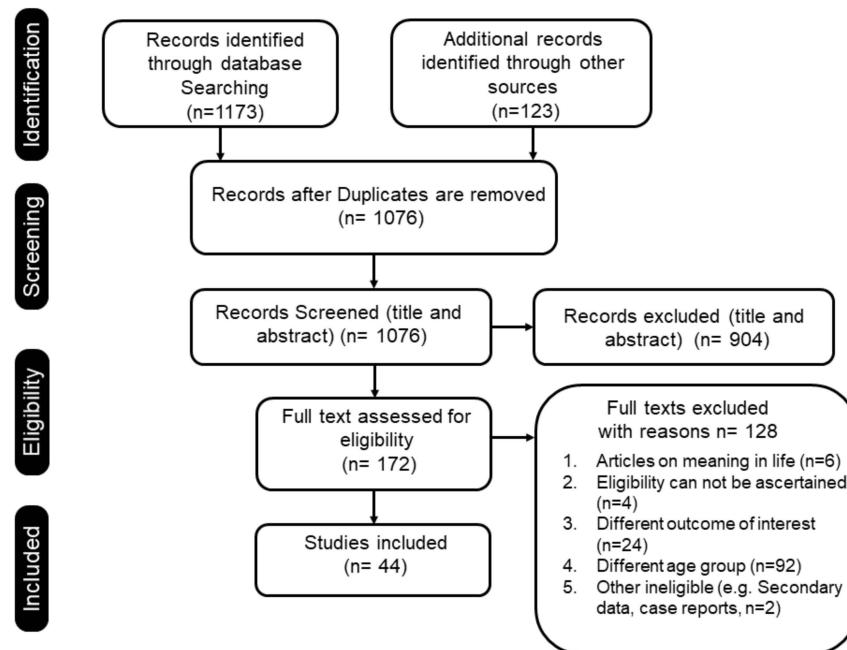 Identification
Records identified
through database
Searching
(n=1173)
Additional records
identified through other
sources
(n=123)
Screening
Records after Duplicates are removed
(n= 1076)
Records Screened (title and
abstract) (n= 1076)
Records excluded (title and
abstract) (n= 904)
Eligibility
Full text assessed for
eligibility
(n= 172)
Full texts excluded
with reasons n= 128
1. Articles on meaning in life (n=6)
2. Eligibility can not be ascertained
(n=4)
3. Different outcome of interest
(n=24)
4. Different age group (n=92)
5. Other ineligible (e.g. Secondary
data, case reports, n=2)
Included
Studies included
(n= 44)